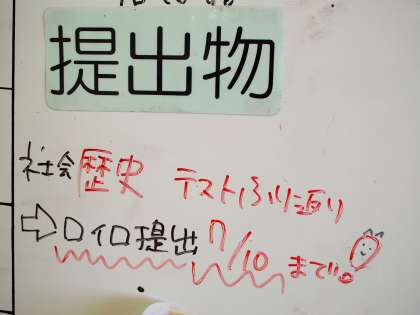 提出物
社会 歴史 テストふり返り
⇨ロイロ提出 7/10 まで!!